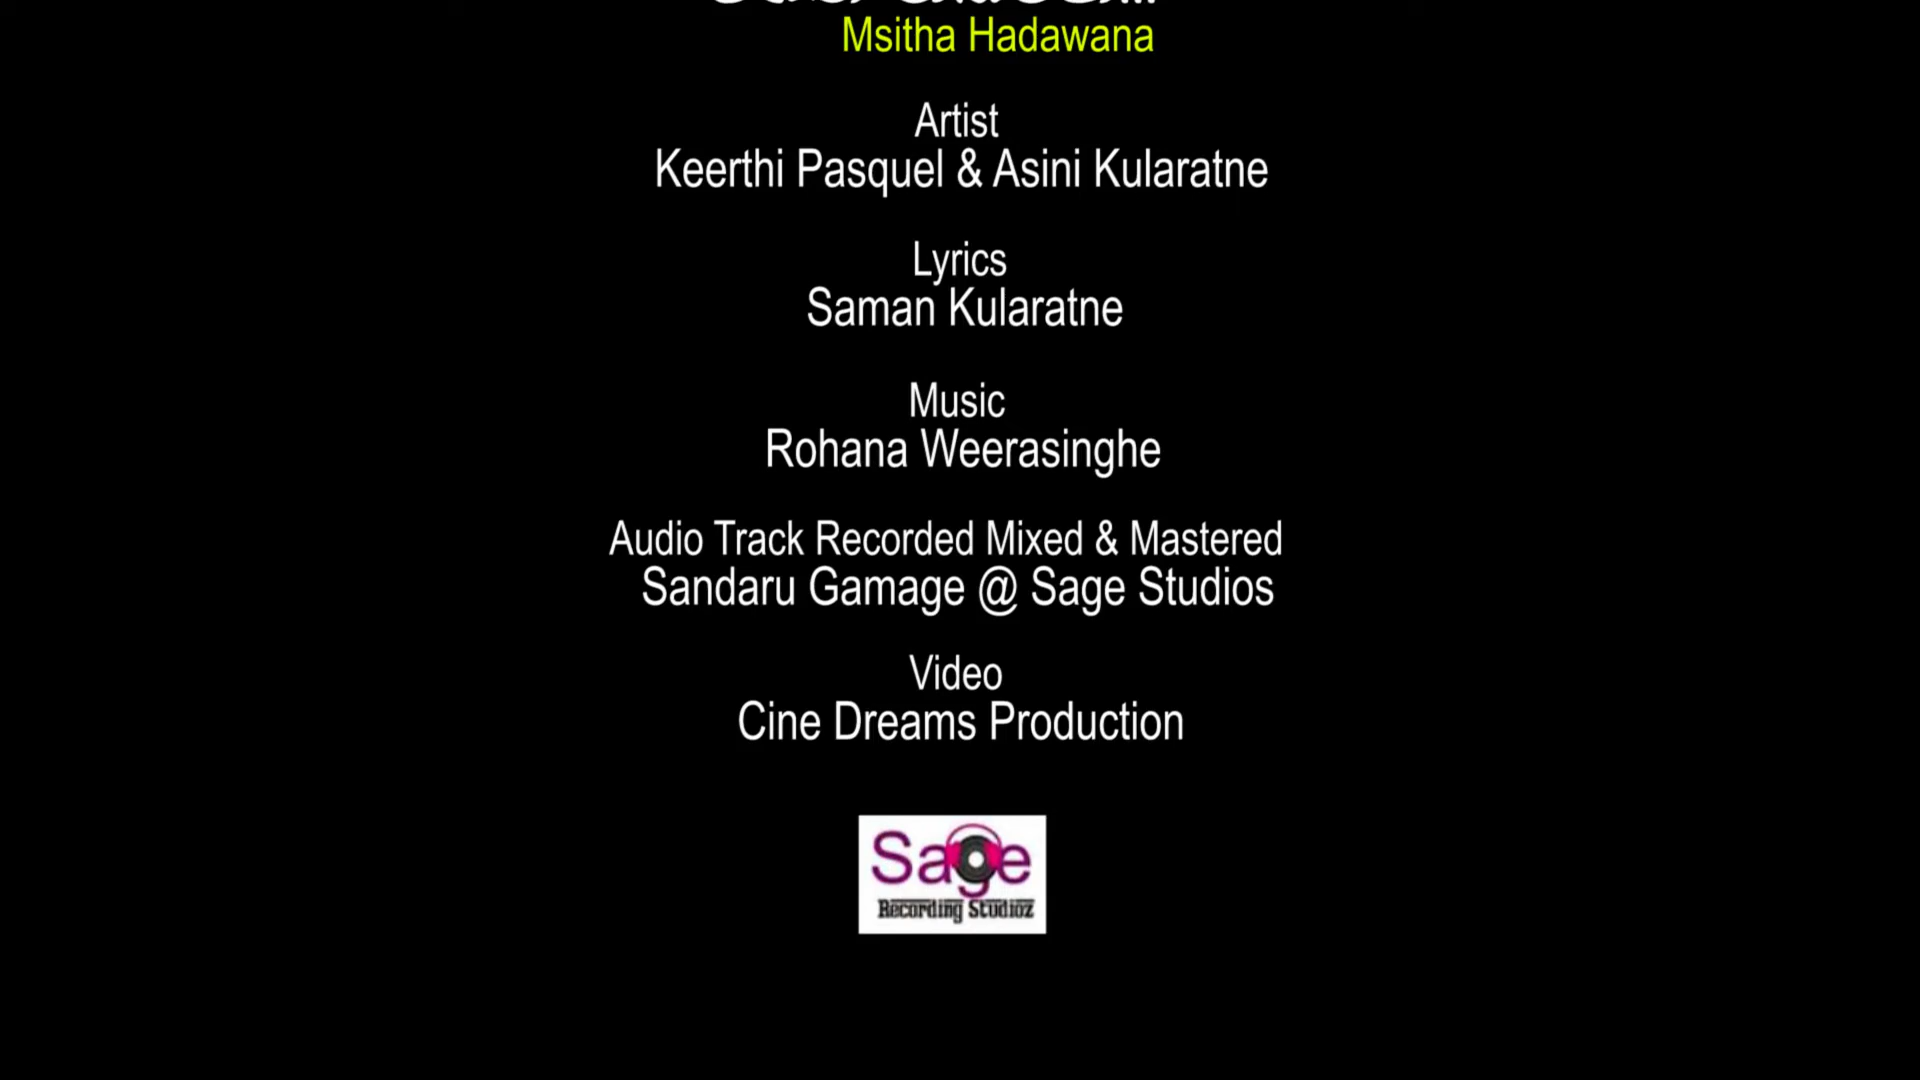 Msitha Hadawana
Artist
Keerthi Pasquel & Asini Kularatne
Lyrics
Saman Kularatne
Music
Rohana Weerasinghe
Audio Track Recorded Mixed & Mastered
Sandaru Gamage @ Sage Studios
Video
Cine Dreams Production
Sage
Recording Studioz